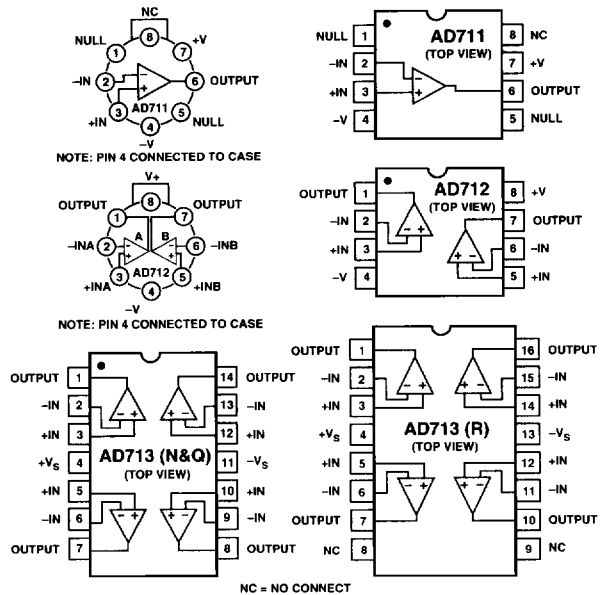 NC
NULL 1 8 7 +V
−IN 2 − + 6 OUTPUT
+IN 3 AD711 5 NULL
4
−V
NOTE: PIN 4 CONNECTED TO CASE
AD711
(TOP VIEW)
NULL 1 8 NC
−IN 2 7 +V
+IN 3 − + 6 OUTPUT
−V 4 5 NULL
V+
OUTPUT 1 8 7 OUTPUT
−INA 2 − + A B − + 6 −INB
+INA 3 AD712 5 +INB
4
−V
NOTE: PIN 4 CONNECTED TO CASE
AD712
(TOP VIEW)
OUTPUT 1 8 +V
−IN 2 − + 7 OUTPUT
+IN 3 + − 6 −IN
−V 4 5 +IN
OUTPUT 1 14 OUTPUT
−IN 2 − + + − 13 −IN
+IN 3 12 +IN
+VS 4 AD713 (N&Q) 11 −VS
(TOP VIEW)
+IN 5 10 +IN
−IN 6 − + + − 9 −IN
OUTPUT 7 8 OUTPUT
OUTPUT 1 16 OUTPUT
−IN 2 − + + − 15 −IN
+IN 3 14 +IN
+VS 4 AD713 (R) 13 −VS
(TOP VIEW)
+IN 5 12 +IN
−IN 6 − + + − 11 −IN
OUTPUT 7 10 OUTPUT
NC 8 9 NC
NC = NO CONNECT